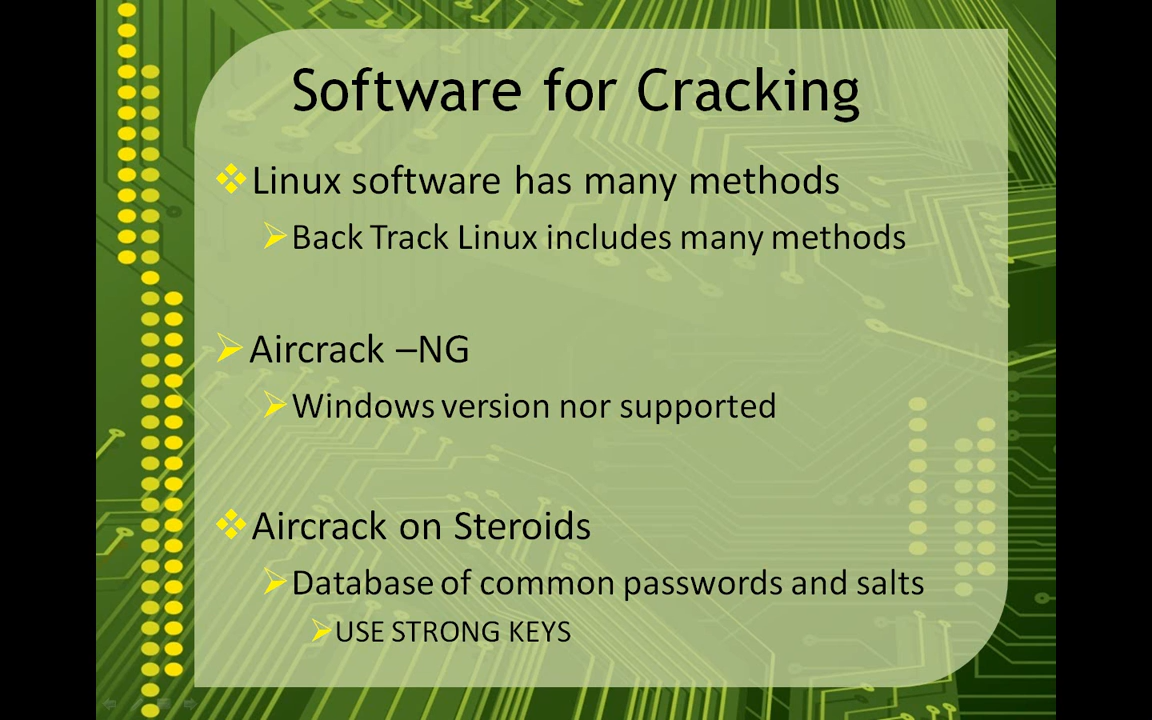 Software for Cracking
Linux software has many methods
Back Track Linux includes many methods
Aircrack –NG
Windows version nor supported
Aircrack on Steroids
Database of common passwords and salts
USE STRONG KEYS